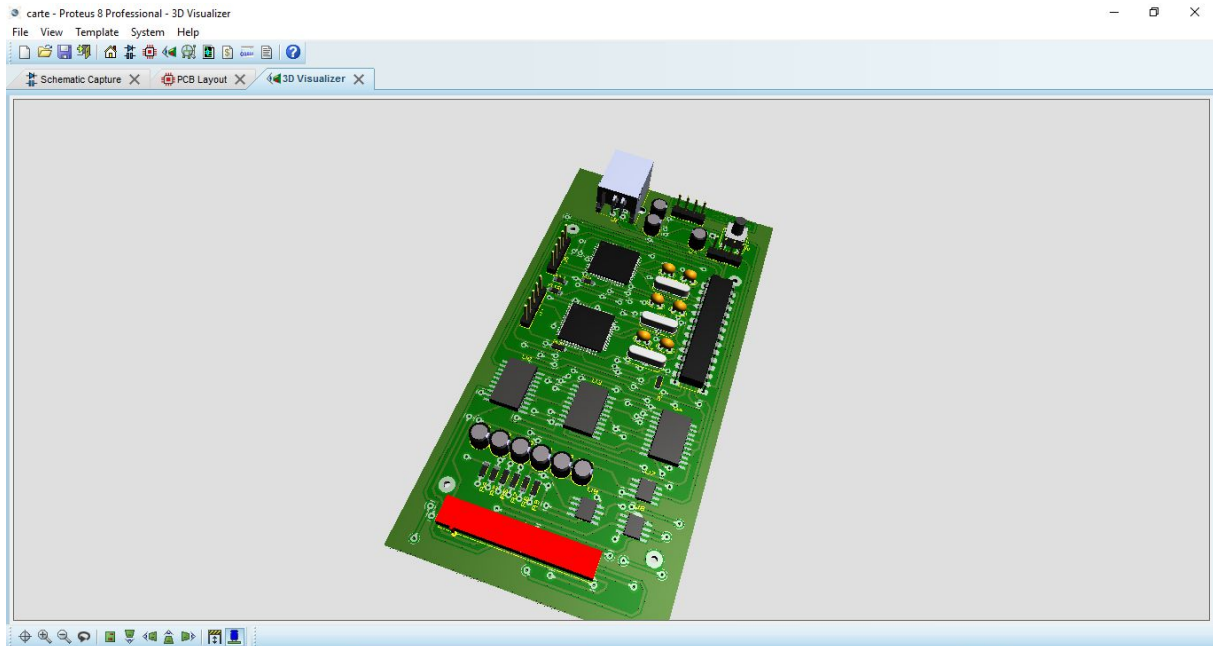 carte - Proteus 8 Professional - 3D Visualizer
File View Template System Help
Schematic Capture PCB Layout 3D Visualizer